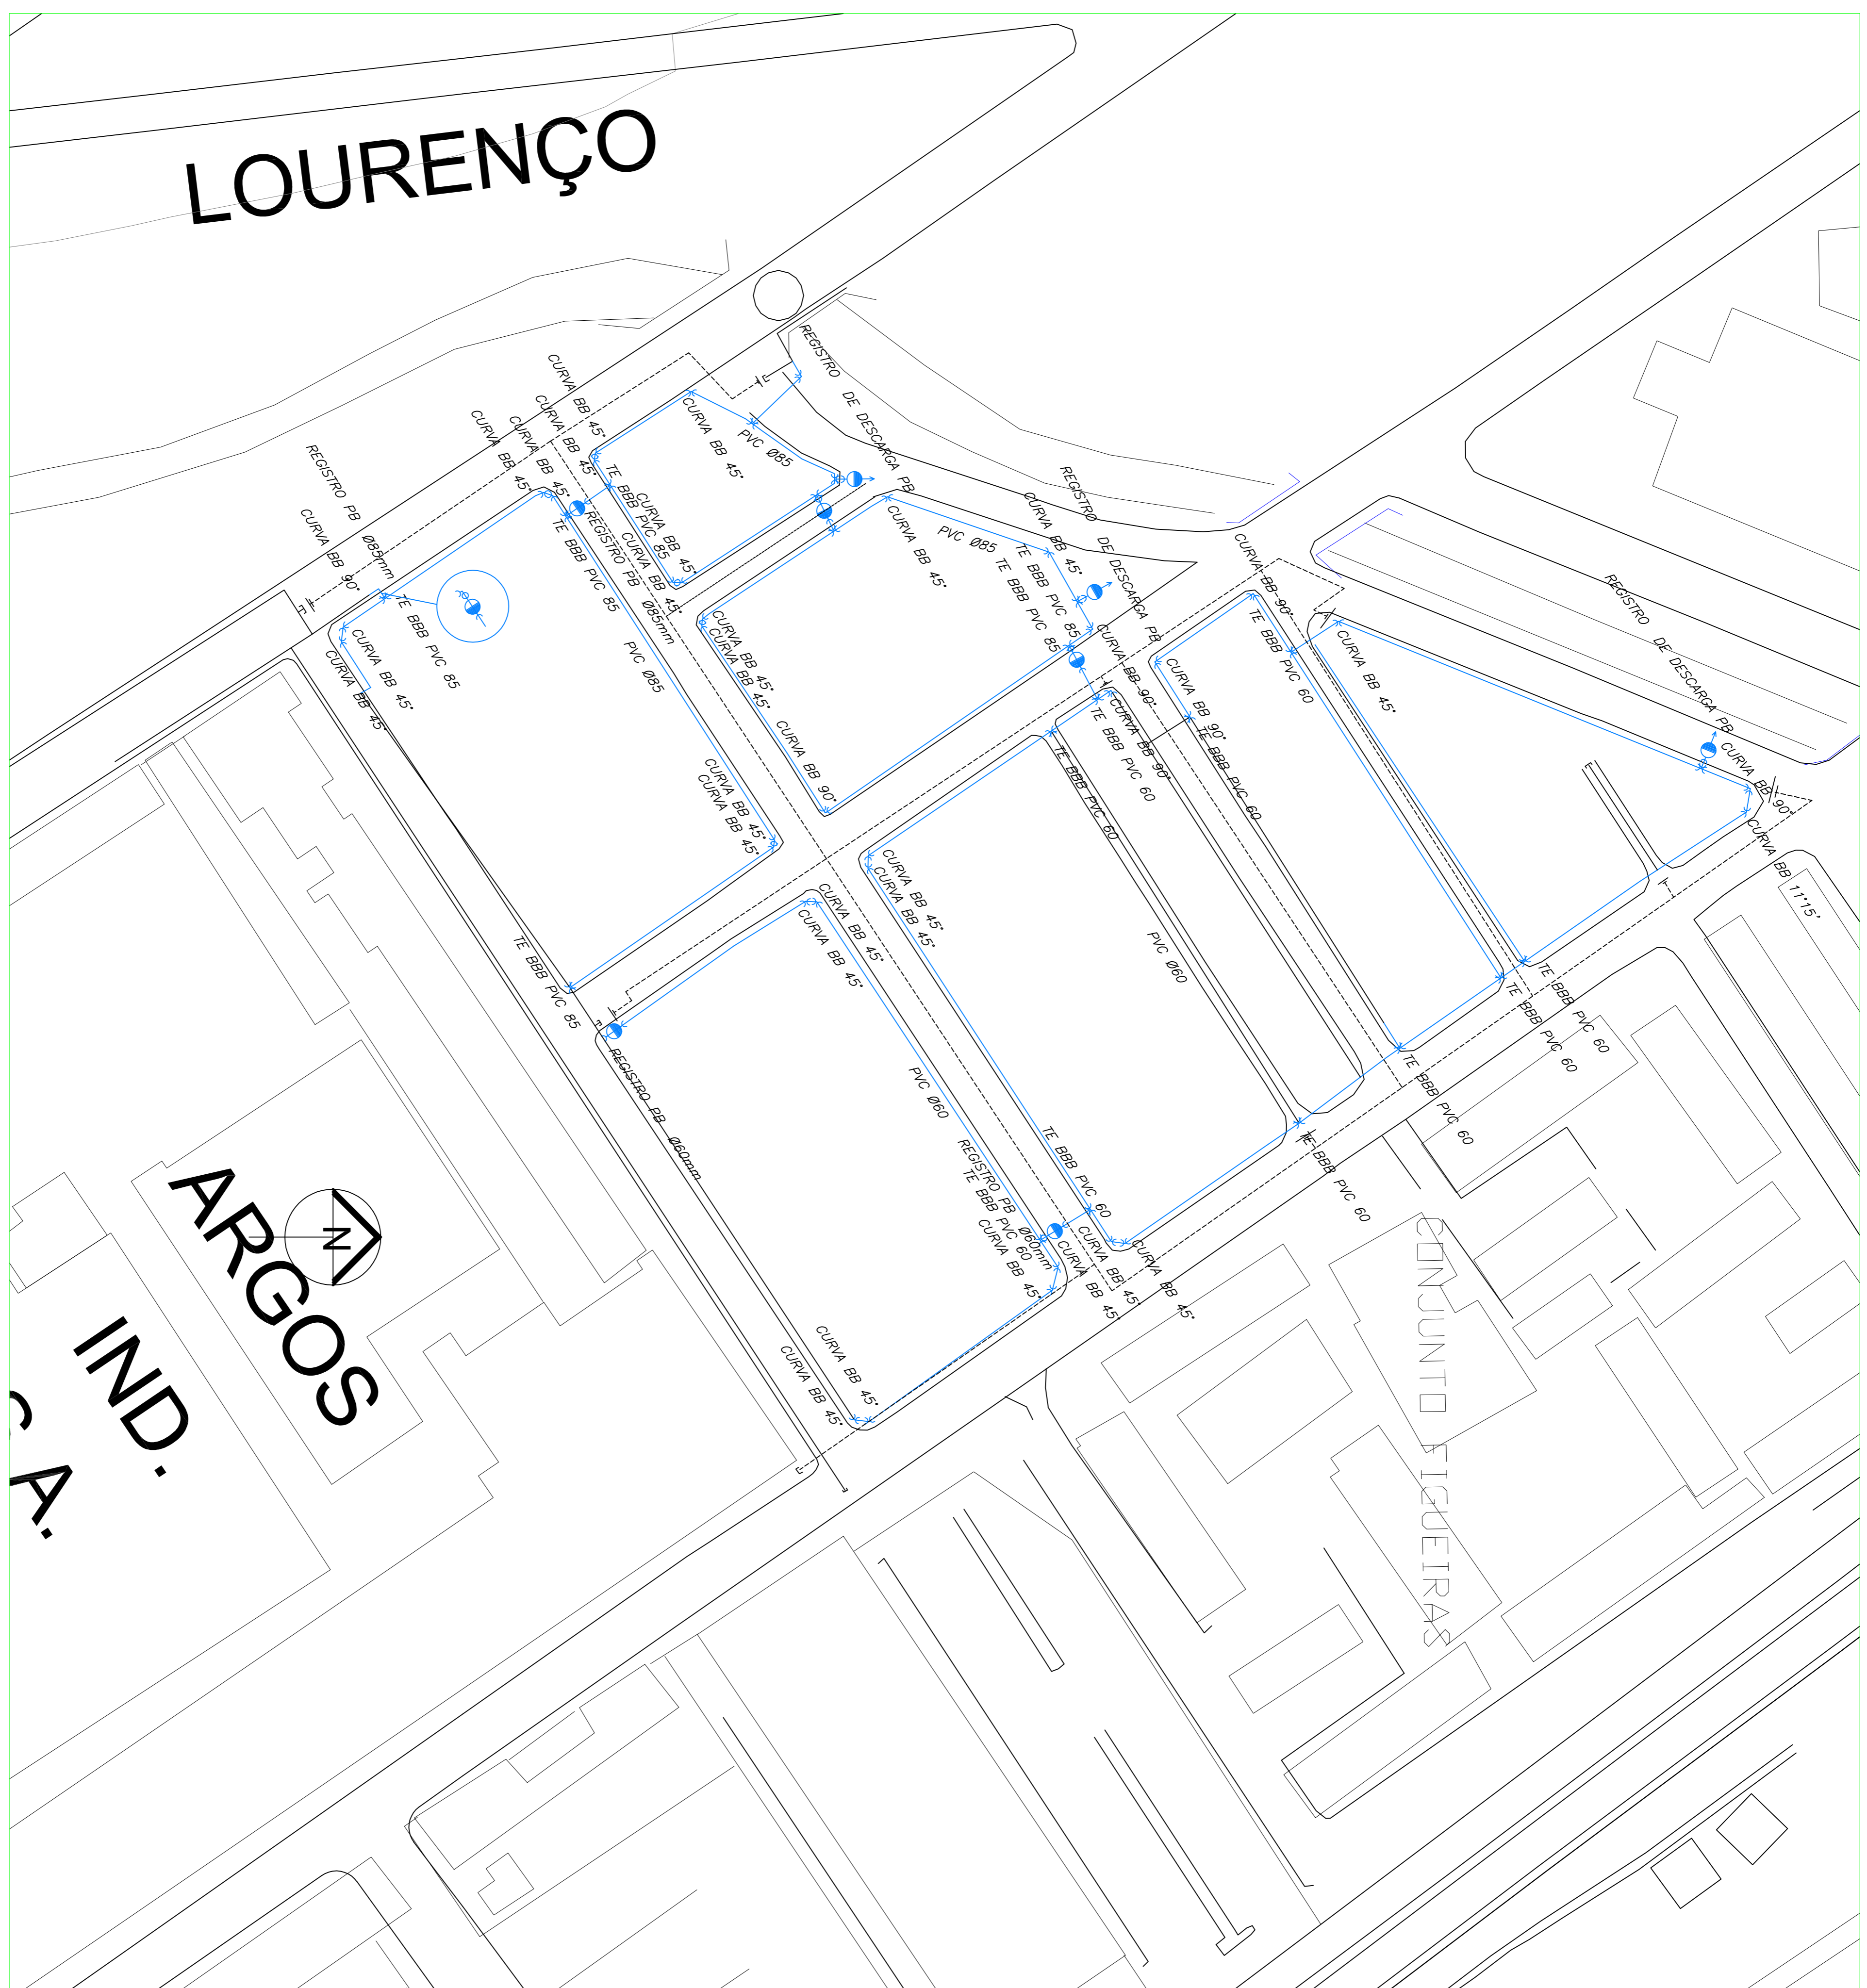 LOURENÇO
REGISTRO DE DESCARGA PB
CURVA BB 45°
CURVA BB 45°
CURVA BB 45°
CURVA BB 45°
CURVA BB 45°
PVC Ø85
REGISTRO PB Ø85mm
CURVA BB 90°
TE BBB PVC 85
CURVA BB 45°
CURVA BB 45°
TE BBB PVC 85
CURVA BB 45°
CURVA BB 45°
REGISTRO PB Ø85mm
TE BBB PVC 85
PVC Ø85
CURVA BB 45°
PVC Ø85
CURVA BB 45°
REGISTRO DE DESCARGA PB
TE BBB PVC 85
TE BBB PVC 85
CURVA BB 45°
CURVA BB 45°
CURVA BB 90°
CURVA BB 90°
CURVA BB 90°
TE BBB PVC 60
CURVA BB 90°
TE BBB PVC 60
CURVA BB 90°
TE BBB PVC 60
CURVA BB 45°
REGISTRO DE DESCARGA PB
CURVA BB 90°
CURVA BB 11°15'
TE BBB PVC 60
CURVA BB 45°
CURVA BB 45°
CURVA BB 45°
CURVA BB 45°
CURVA BB 45°
CURVA BB 45°
TE BBB PVC 85
REGISTRO PB Ø60mm
PVC Ø60
PVC Ø60
TE BBB PVC 60
TE BBB PVC 60
TE BBB PVC 60
TE BBB PVC 60
TE BBB PVC 60
REGISTRO PB Ø60mm
TE BBB PVC 60
CURVA BB 45°
CURVA BB 45°
CURVA BB 45°
CURVA BB 45°
CURVA BB 45°
CURVA BB 45°
N
ARGOS
IND.
A.
CONJUNTO FIGUEIRAS